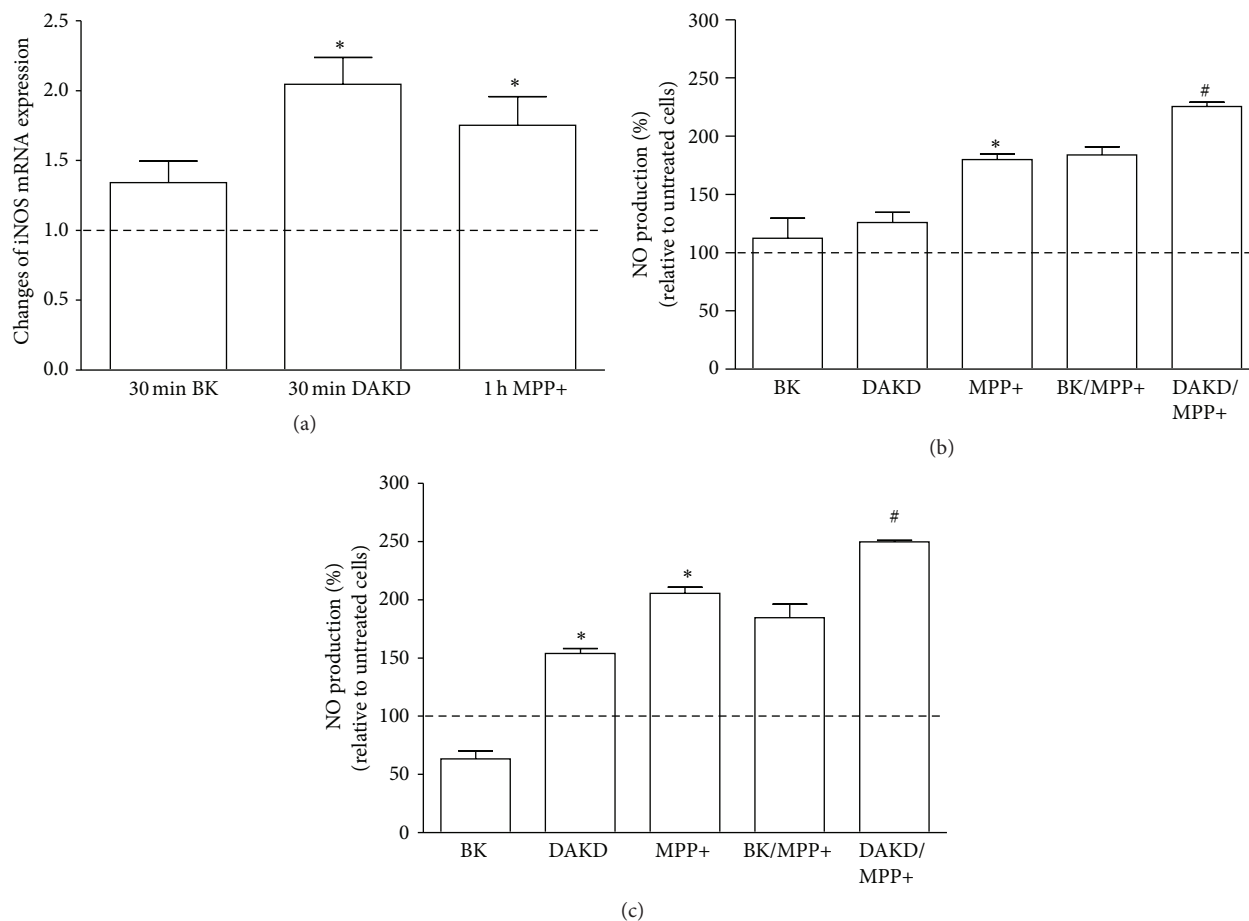 Changes of iNOS mRNA expression
2.5
2.0
1.5
1.0
0.5
0.0
*
*
30 min BK
30 min DAKD
1 h MPP+
(a)
NO production (%)
(relative to untreated cells)
300
250
200
150
100
50
0
*
#
BK
DAKD
MPP+
BK/MPP+
DAKD/
MPP+
(b)
NO production (%)
(relative to untreated cells)
300
250
200
150
100
50
0
*
*
#
BK
DAKD
MPP+
BK/MPP+
DAKD/
MPP+
(c)